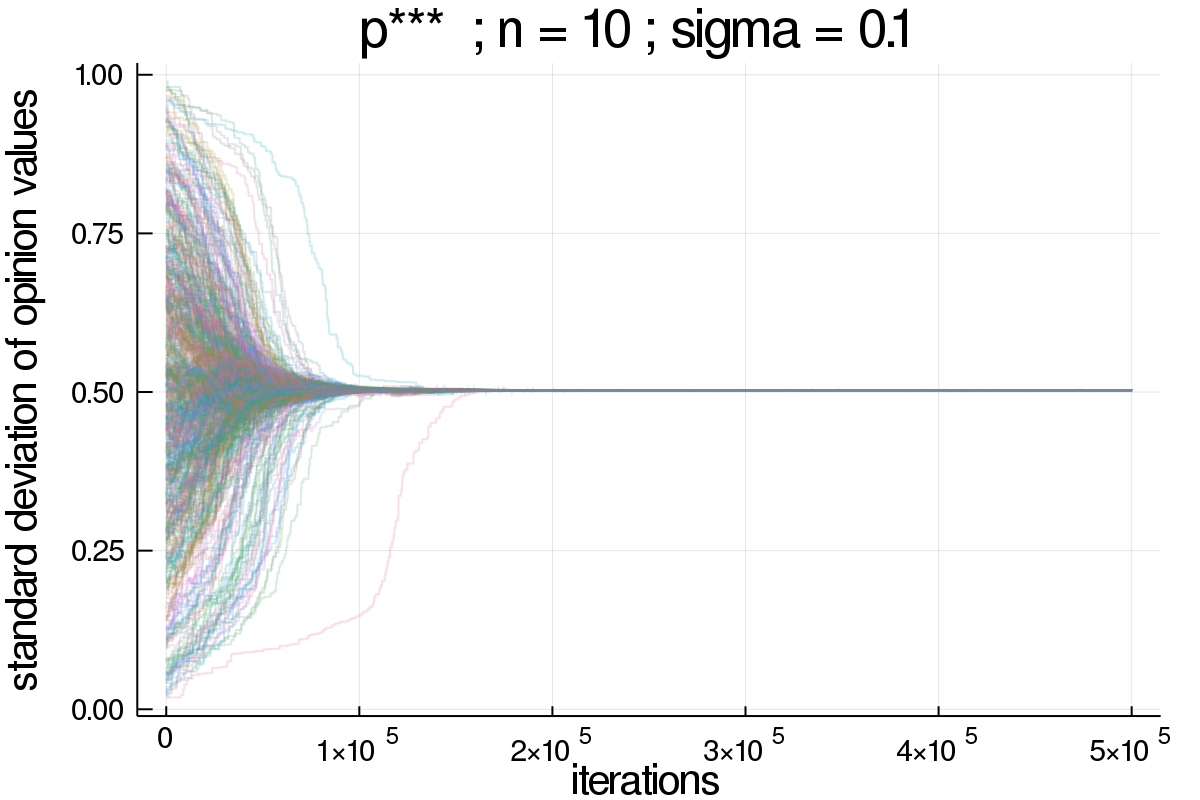 p*** ; n = 10 ; sigma = 0.1
standard deviation of opinion values
1.00
0.75
0.50
0.25
0.00
0 1×10 5 2×10 5 3×10 5 4×10 5 5×10 5
iterations